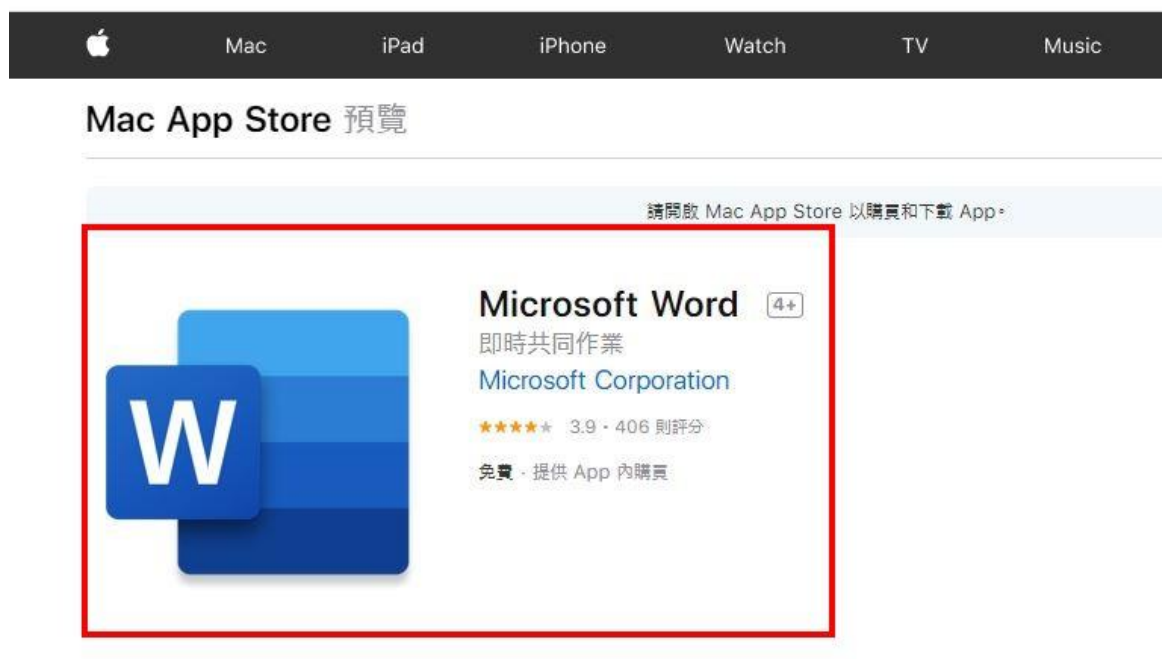 Mac iPad iPhone Watch TV Music
Mac App Store 預覽
請開啟 Mac App Store 以購買和下載 App。
Microsoft Word 4+
即時共同作業
Microsoft Corporation
3.9 • 406 則評分
免費 · 提供 App 內購買
W